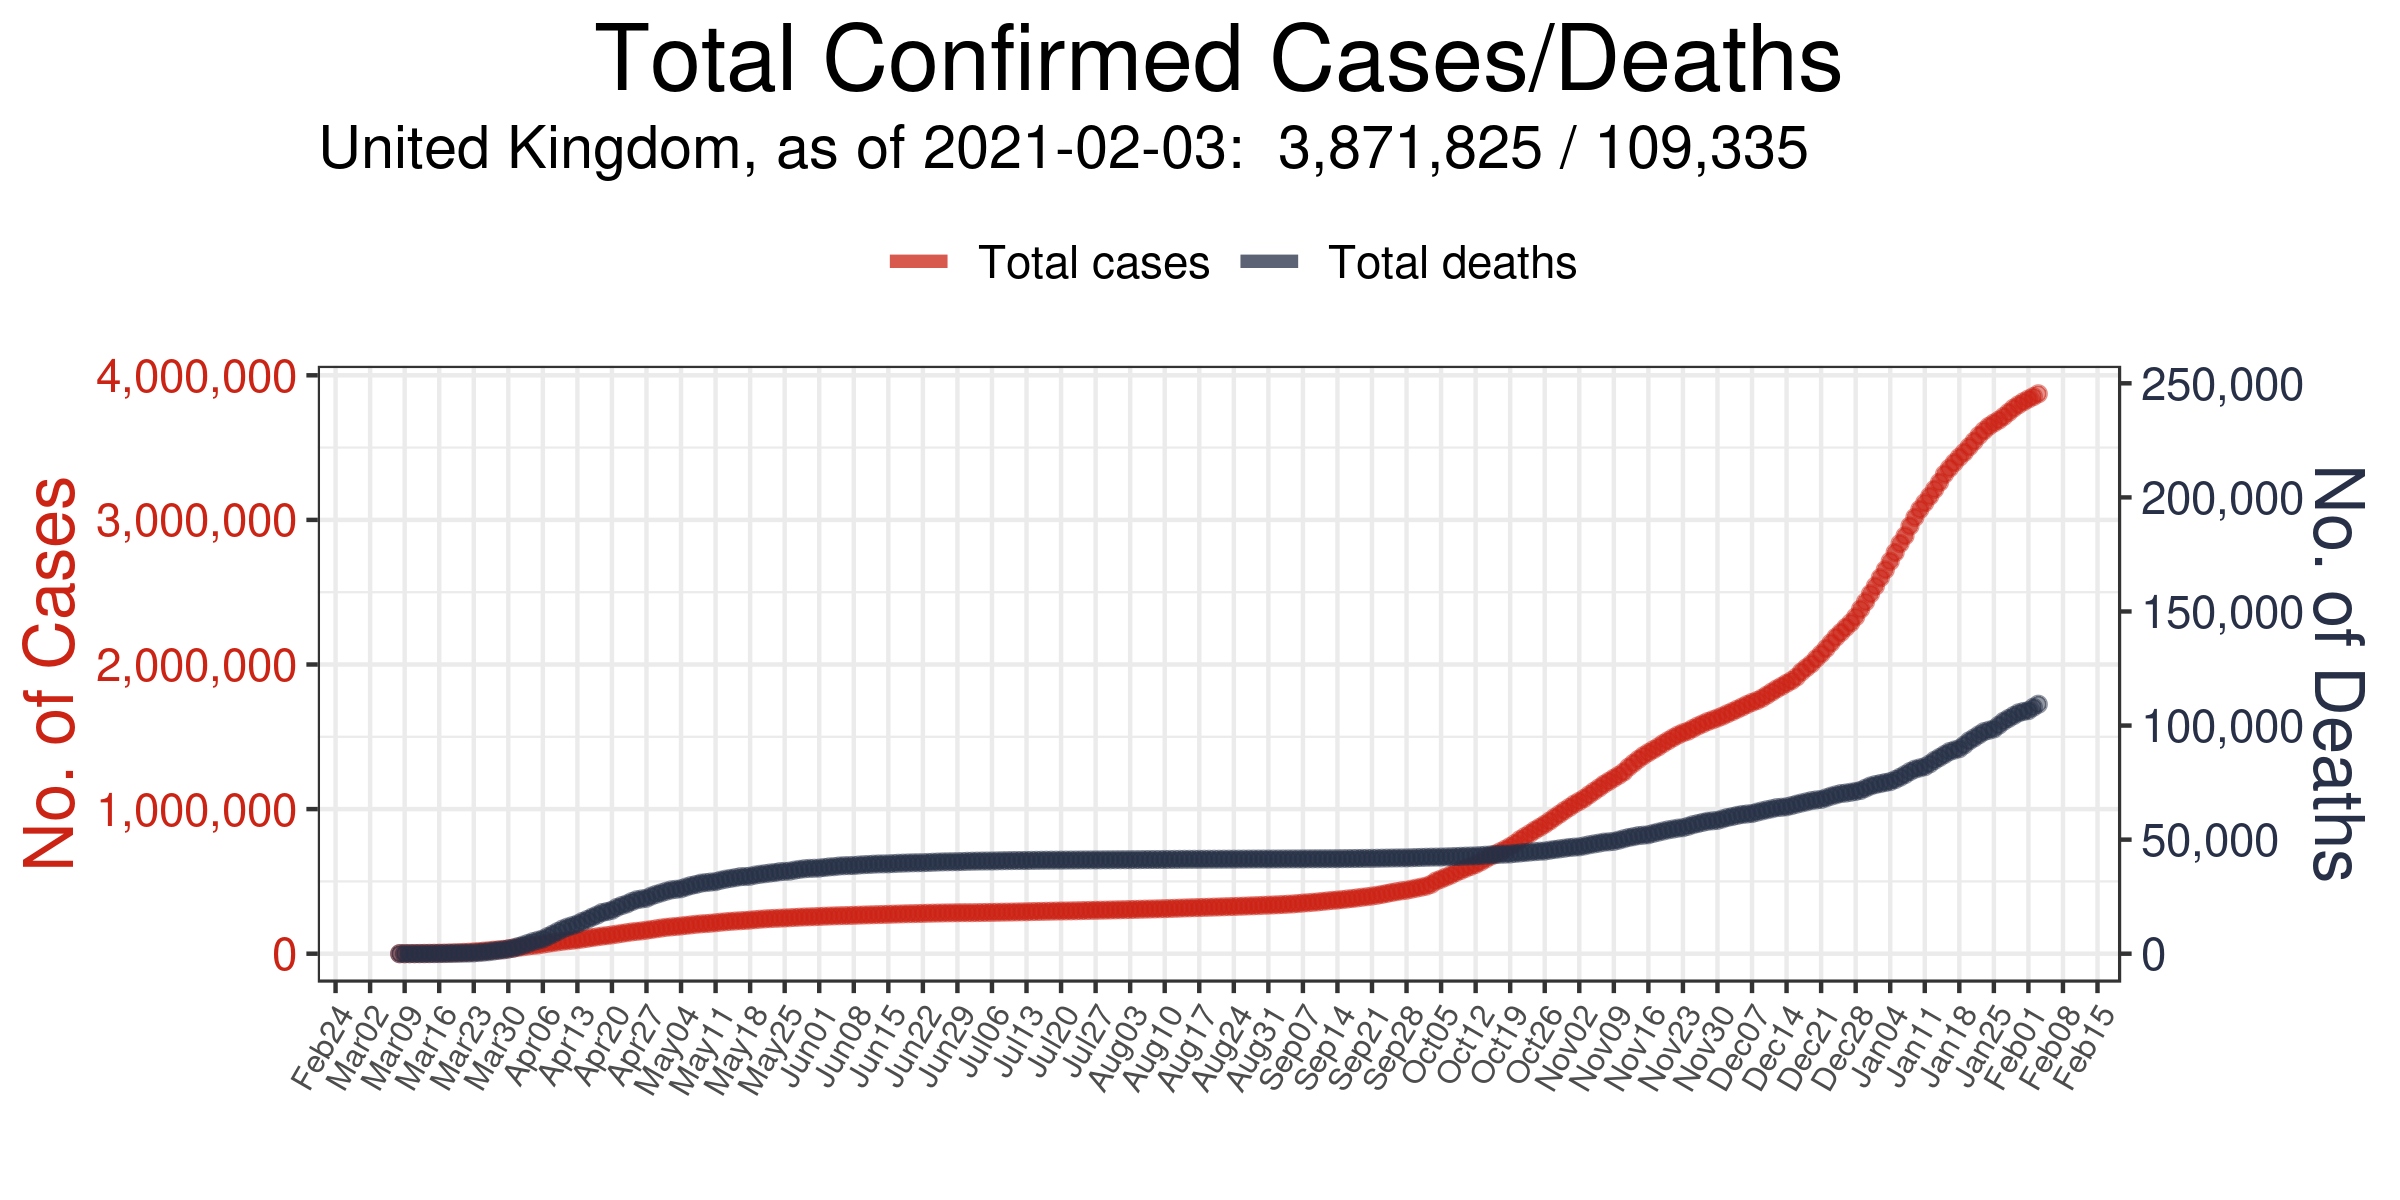 Total Confirmed Cases/Deaths
United Kingdom, as of 2021-02-03:  3,871,825 / 109,335
Total cases
Total deaths
No. of Cases
4,000,000
3,000,000
2,000,000
1,000,000
0
250,000
200,000
150,000
100,000
50,000
0
No. of Deaths
Feb24
Mar02
Mar09
Mar16
Mar23
Mar30
Apr06
Apr13
Apr20
Apr27
May04
May11
May18
May25
Jun01
Jun08
Jun15
Jun22
Jun29
Jul06
Jul13
Jul20
Jul27
Aug03
Aug10
Aug17
Aug24
Aug31
Sep07
Sep14
Sep21
Sep28
Oct05
Oct12
Oct19
Oct26
Nov02
Nov09
Nov16
Nov23
Nov30
Dec07
Dec14
Dec21
Dec28
Jan04
Jan11
Jan18
Jan25
Feb01
Feb08
Feb15